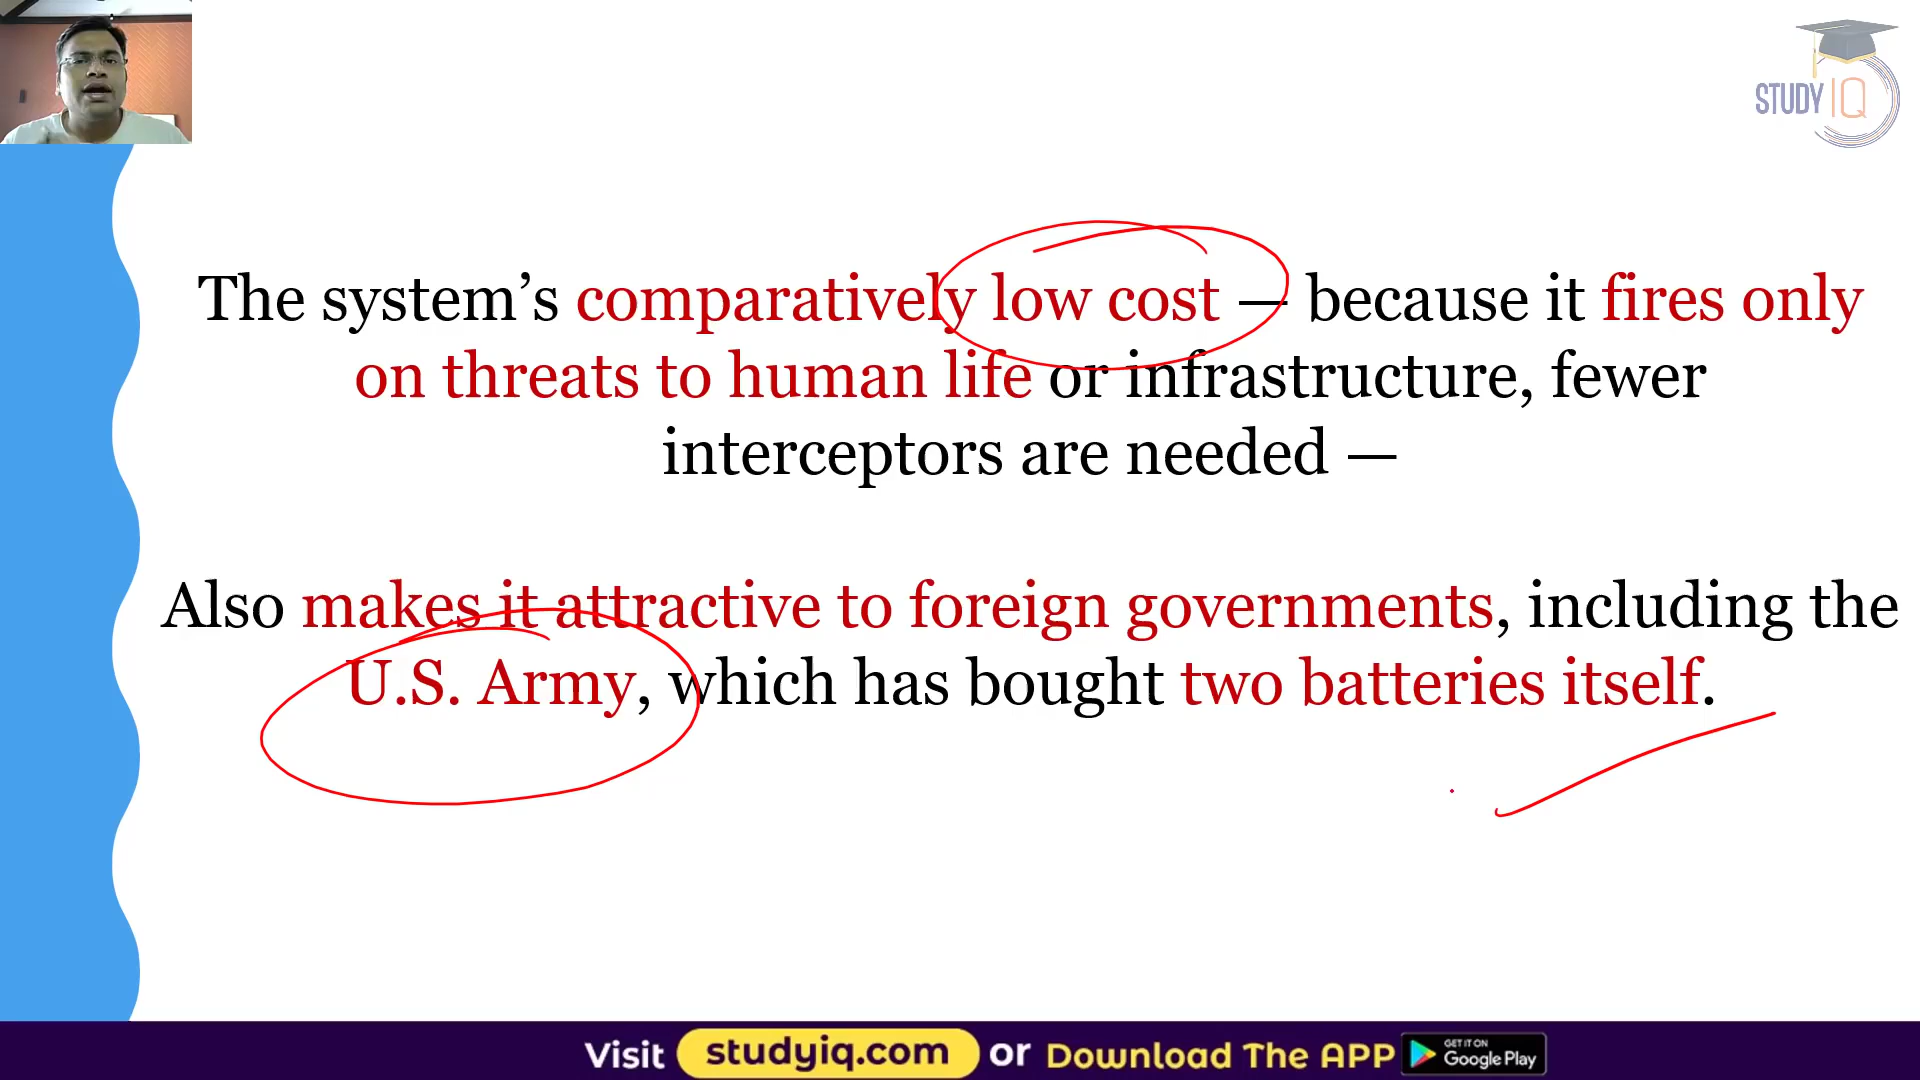 STUDY IQ
The system’s comparatively low cost — because it fires only
on threats to human life or infrastructure, fewer
interceptors are needed —
Also makes it attractive to foreign governments, including the
U.S. Army, which has bought two batteries itself.
Visit studyiq.com or Download The APP GET IT ON Google Play